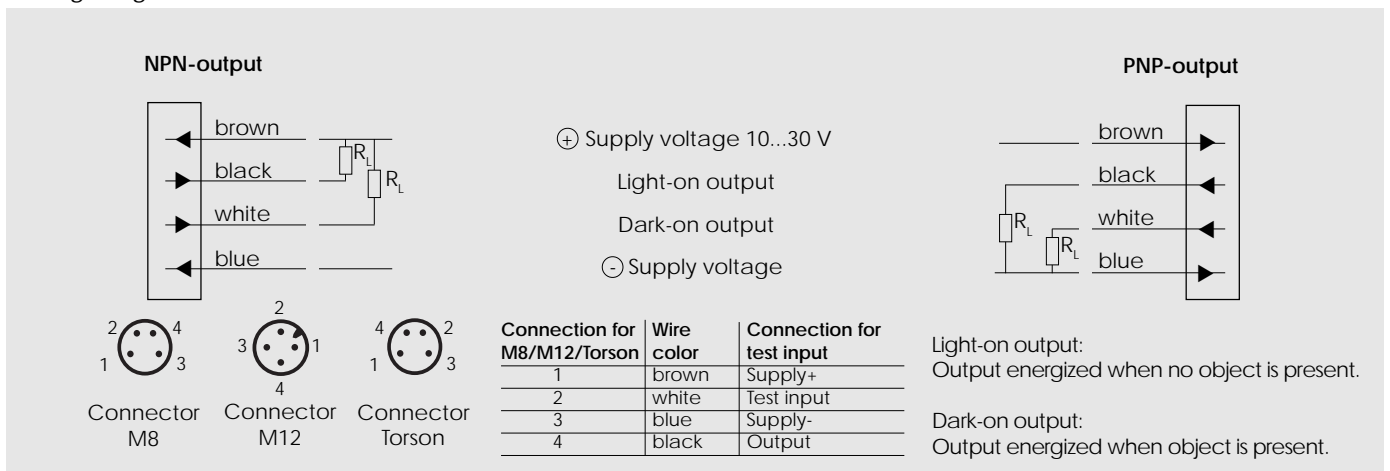 NPN-output
PNP-output
brown
black
white
blue
R_L
R_L
⊕ Supply voltage 10...30 V
Light-on output
Dark-on output
⊖ Supply voltage
brown
black
white
blue
R_L
R_L
2 4
1 3
Connector
M8
2
3 1
4
Connector
M12
4 2
1 3
Connector
Torson
Connection for M8/M12/Torson | Wire color | Connection for test input
1 | brown | Supply+
2 | white | Test input
3 | blue | Supply-
4 | black | Output
Light-on output:
Output energized when no object is present.
Dark-on output:
Output energized when object is present.